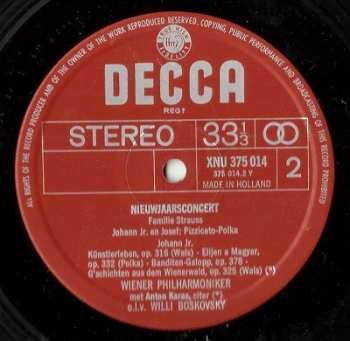 DECCA
REGT
STEREO 33 1/3
XNU 375 014
375 014.2 Y
MADE IN HOLLAND
2
NIEUWJAARSCONCERT
Familie Strauss
Johann Jr. en Josef: Pizzicato-Polka
Johann Jr.
Künstlerleben, op. 316 (Wals) - Eljen a Magyar,
op. 332 (Polka) - Banditen-Galopp, op. 378 -
G'schichten aus dem Wienerwald, op. 325 (Wals) (*)
WIENER PHILHARMONIKER
met Anton Karas, citer (*)
o.l.v. WILLI BOSKOVSKY
ALL RIGHTS OF THE RECORD PRODUCER AND OF THE OWNER OF THE WORK REPRODUCED RESERVED. COPYING, PUBLIC PERFORMANCE AND BROADCASTING OF THIS RECORD PROHIBITED